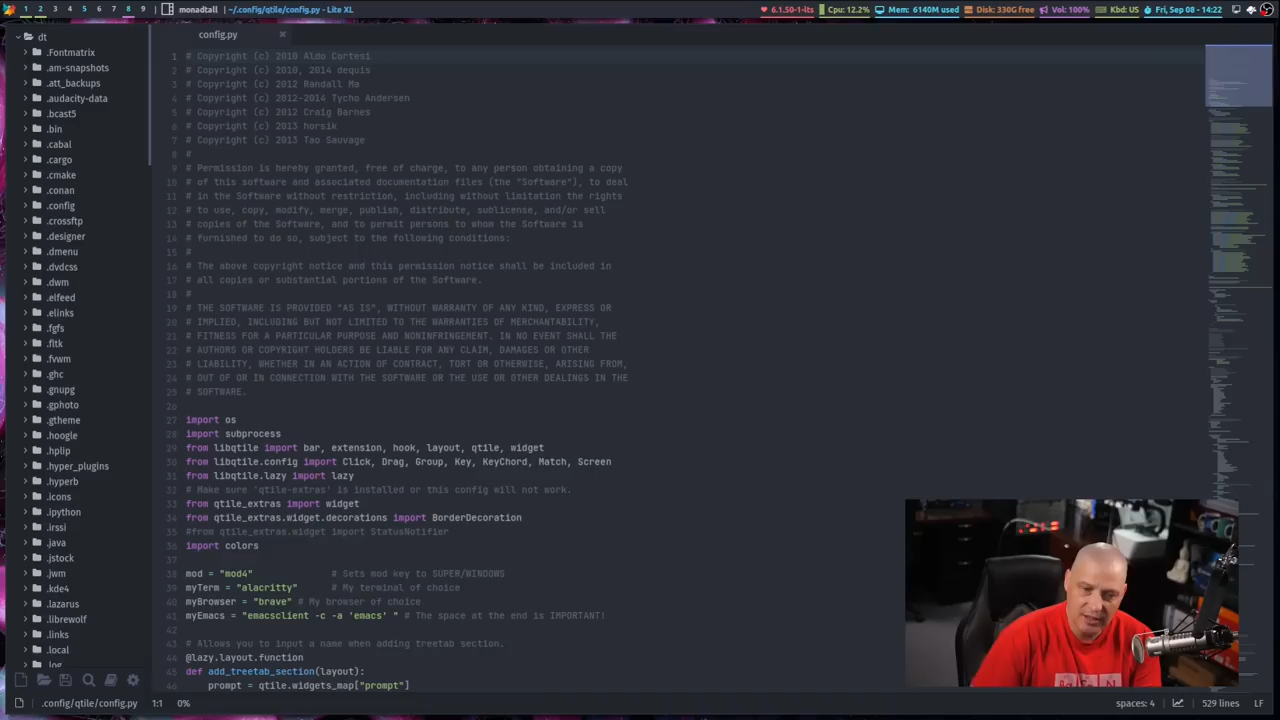 1 2 3 4 5 6 7 8 9 monadtall ~/.config/qtile/config.py - Lite XL 6.1.50-1-lts Cpu: 12.2% Mem: 6140M used Disk: 330G free Vol: 100% Kbd: US Fri, Sep 08 - 14:22
dt
.Fontmatrix
.am-snapshots
.att_backups
.audacity-data
.bcast5
.bin
.cabal
.cargo
.cmake
.conan
.config
.crossftp
.designer
.dmenu
.dvdcss
.dwm
.elfeed
.elinks
.fgfs
.fltk
.fvwm
.ghc
.gnupg
.gphoto
.gtheme
.hoogle
.hplip
.hyper_plugins
.hyperb
.icons
.ipython
.irssi
.java
.jstock
.jwm
.kde4
.lazarus
.librewolf
.links
.local
.log
config.py
1 # Copyright (c) 2010 Aldo Cortesi
2 # Copyright (c) 2010, 2014 dequis
3 # Copyright (c) 2012 Randall Ma
4 # Copyright (c) 2012-2014 Tycho Andersen
5 # Copyright (c) 2012 Craig Barnes
6 # Copyright (c) 2013 horsik
7 # Copyright (c) 2013 Tao Sauvage
8 #
9 # Permission is hereby granted, free of charge, to any person obtaining a copy
10 # of this software and associated documentation files (the "Software"), to deal
11 # in the Software without restriction, including without limitation the rights
12 # to use, copy, modify, merge, publish, distribute, sublicense, and/or sell
13 # copies of the Software, and to permit persons to whom the Software is
14 # furnished to do so, subject to the following conditions:
15 #
16 # The above copyright notice and this permission notice shall be included in
17 # all copies or substantial portions of the Software.
18 #
19 # THE SOFTWARE IS PROVIDED "AS IS", WITHOUT WARRANTY OF ANY KIND, EXPRESS OR
20 # IMPLIED, INCLUDING BUT NOT LIMITED TO THE WARRANTIES OF MERCHANTABILITY,
21 # FITNESS FOR A PARTICULAR PURPOSE AND NONINFRINGEMENT. IN NO EVENT SHALL THE
22 # AUTHORS OR COPYRIGHT HOLDERS BE LIABLE FOR ANY CLAIM, DAMAGES OR OTHER
23 # LIABILITY, WHETHER IN AN ACTION OF CONTRACT, TORT OR OTHERWISE, ARISING FROM,
24 # OUT OF OR IN CONNECTION WITH THE SOFTWARE OR THE USE OR OTHER DEALINGS IN THE
25 # SOFTWARE.
26
27 import os
28 import subprocess
29 from libqtile import bar, extension, hook, layout, qtile, widget
30 from libqtile.config import Click, Drag, Group, Key, KeyChord, Match, Screen
31 from libqtile.lazy import lazy
32 # Make sure 'qtile-extras' is installed or this config will not work.
33 from qtile_extras import widget
34 from qtile_extras.widget.decorations import BorderDecoration
35 #from qtile_extras.widget import StatusNotifier
36 import colors
37
38 mod = "mod4" # Sets mod key to SUPER/WINDOWS
39 myTerm = "alacritty" # My terminal of choice
40 myBrowser = "brave" # My browser of choice
41 myEmacs = "emacsclient -c -a 'emacs' " # The space at the end is IMPORTANT!
42
43 # Allows you to input a name when adding treetab section.
44 @lazy.layout.function
45 def add_treetab_section(layout):
46 prompt = qtile.widgets_map["prompt"]
.config/qtile/config.py 1:1 0% spaces: 4 529 lines LF